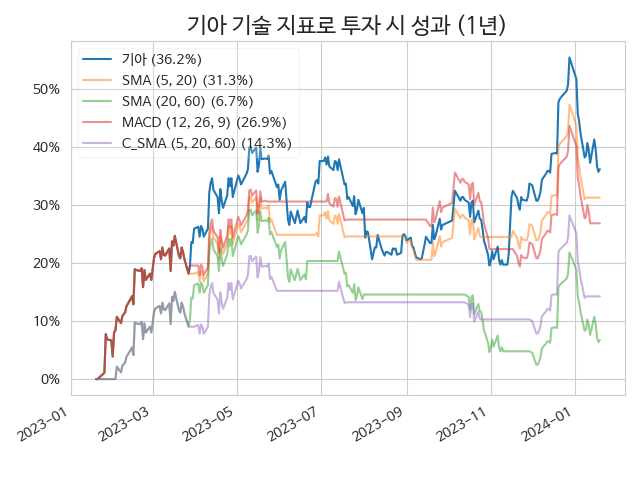 기아 기술 지표로 투자 시 성과 (1년)
기아 (36.2%)
SMA (5, 20) (31.3%)
SMA (20, 60) (6.7%)
MACD (12, 26, 9) (26.9%)
C_SMA (5, 20, 60) (14.3%)
50%
40%
30%
20%
10%
0%
2023-01
2023-03
2023-05
2023-07
2023-09
2023-11
2024-01